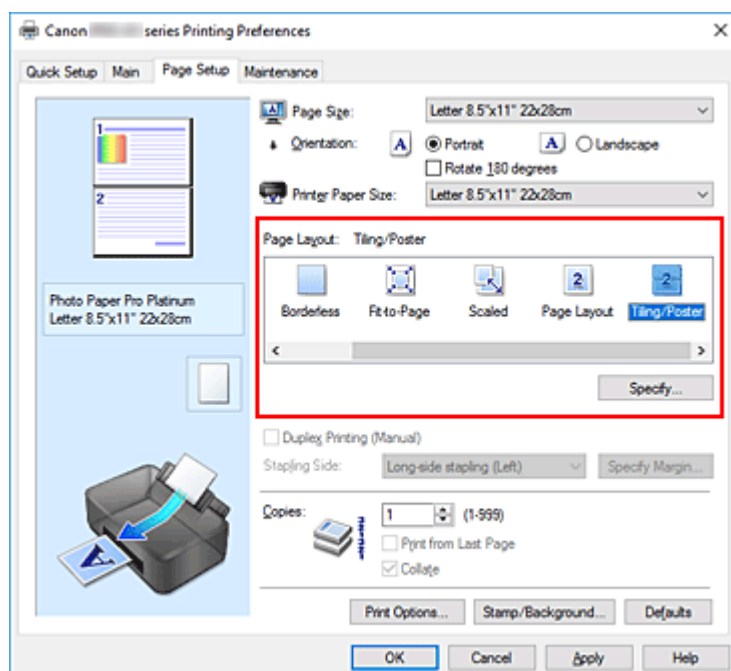 Canon series Printing Preferences
Quick Setup Main Page Setup Maintenance
1
2
Photo Paper Pro Platinum
Letter 8.5"x11" 22x28cm
Page Size: Letter 8.5"x11" 22x28cm
Orientation: A Portrait A Landscape
Rotate 180 degrees
Printer Paper Size: Letter 8.5"x11" 22x28cm
Page Layout: Tiling/Poster
2 2
Borderless Fit-to-Page Scaled Page Layout Tiling/Poster
Specify...
Duplex Printing (Manual)
Stapling Side: Long-side stapling (Left) Specify Margin...
Copies: 1 (1-999)
Print from Last Page
Collate
A
Print Options... Stamp/Background... Defaults
OK Cancel Apply Help